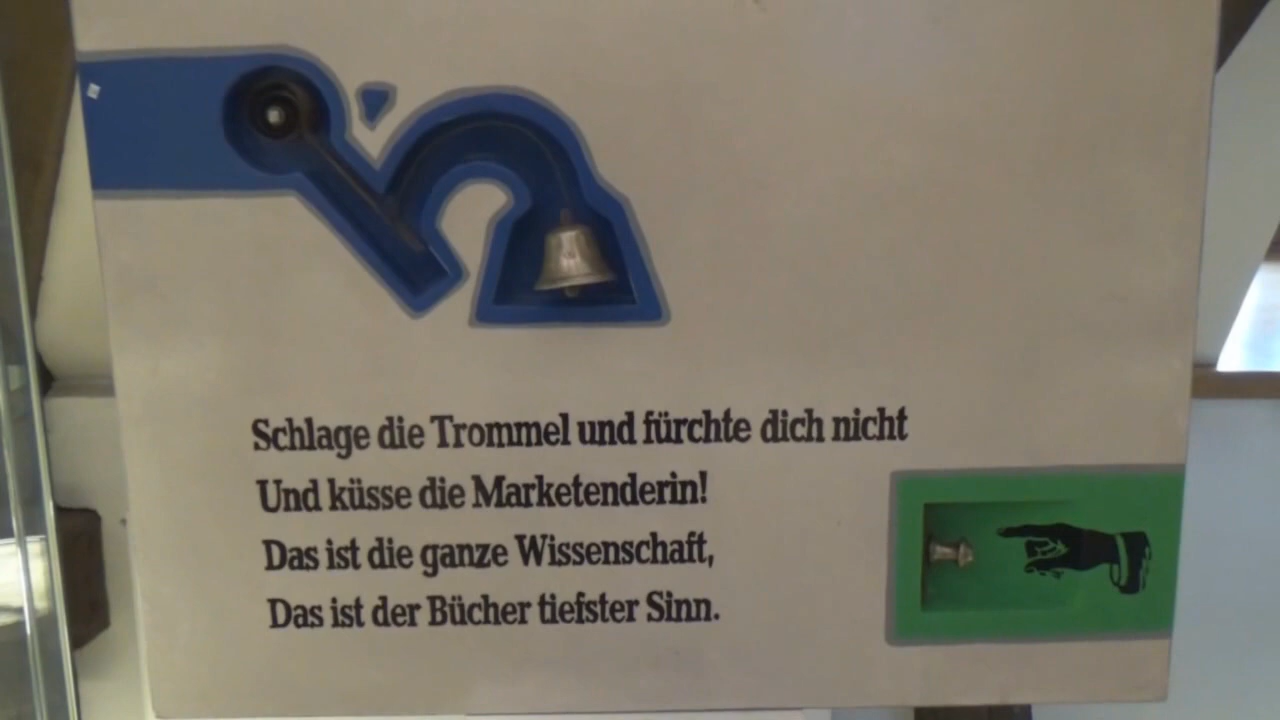 Schlage die Trommel und fürchte dich nicht
Und küsse die Marketenderin!
Das ist die ganze Wissenschaft,
Das ist der Bücher tiefster Sinn.